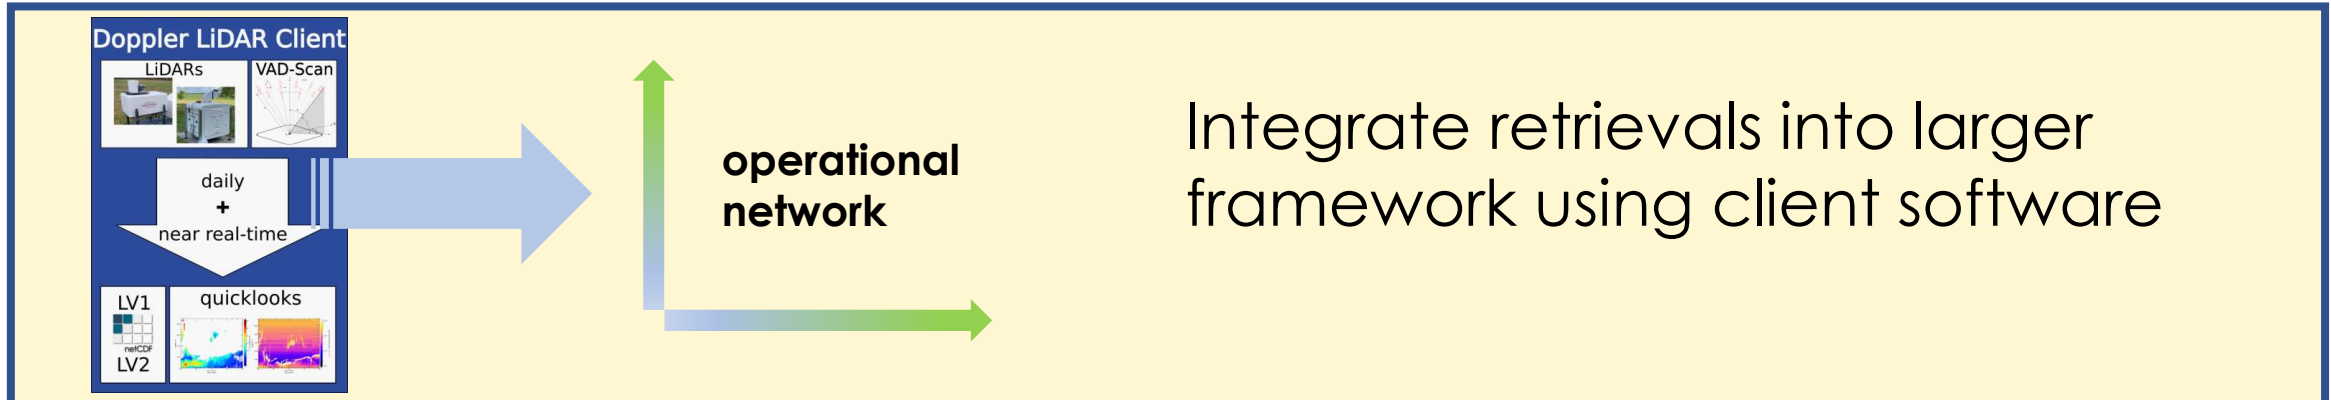 Doppler LiDAR Client
LiDARs
VAD-Scan
daily
+
near real-time
LV1
netCDF
LV2
quicklooks
operational
network
Integrate retrievals into larger
framework using client software